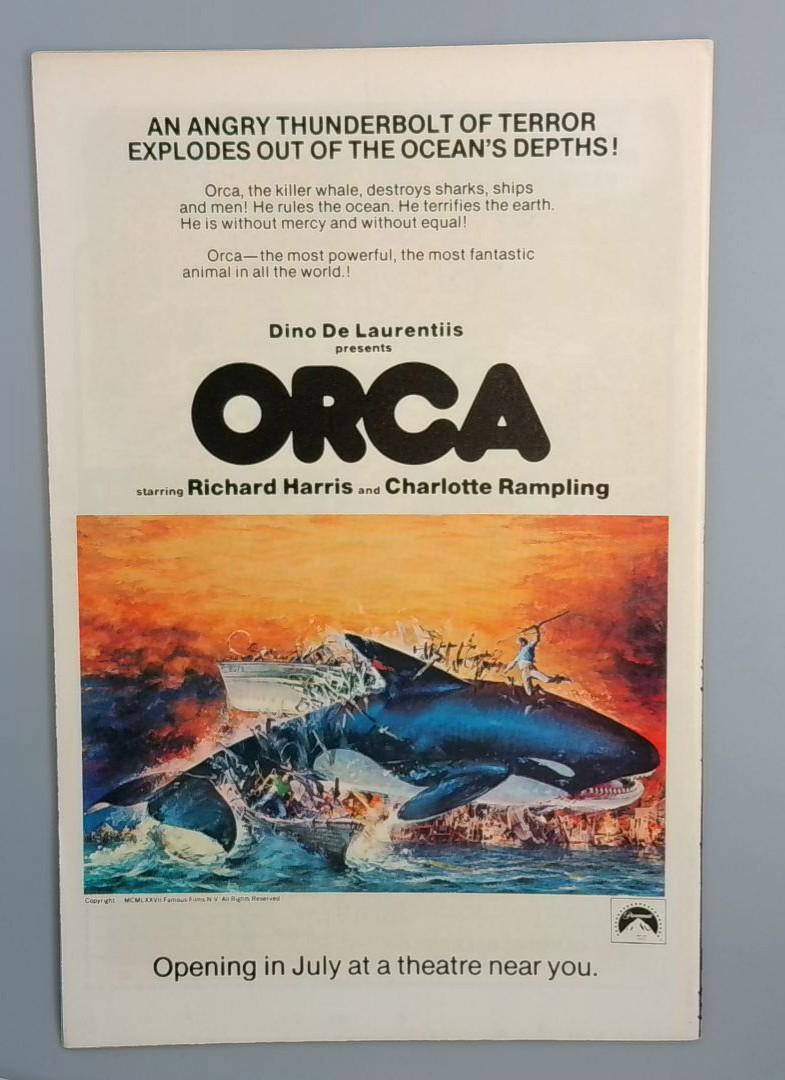 AN ANGRY THUNDERBOLT OF TERROR
EXPLODES OUT OF THE OCEAN'S DEPTHS!
Orca, the killer whale, destroys sharks, ships
and men! He rules the ocean. He terrifies the earth.
He is without mercy and without equal!
Orca—the most powerful, the most fantastic
animal in all the world.!
Dino De Laurentiis
presents
ORCA
starring Richard Harris and Charlotte Rampling
Copyright MCMLXXVII Famous Films N.V. All Rights Reserved
Paramount
Opening in July at a theatre near you.